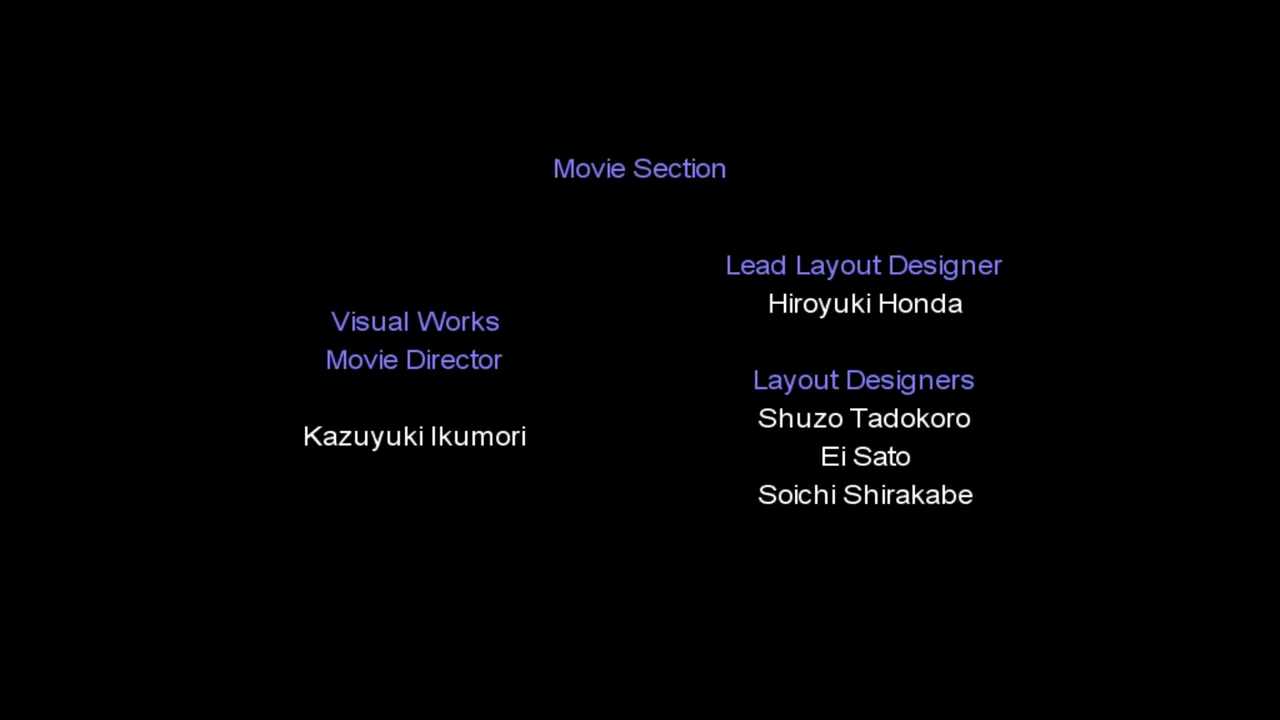 Movie Section
Visual Works
Movie Director
Kazuyuki Ikumori
Lead Layout Designer
Hiroyuki Honda
Layout Designers
Shuzo Tadokoro
Ei Sato
Soichi Shirakabe